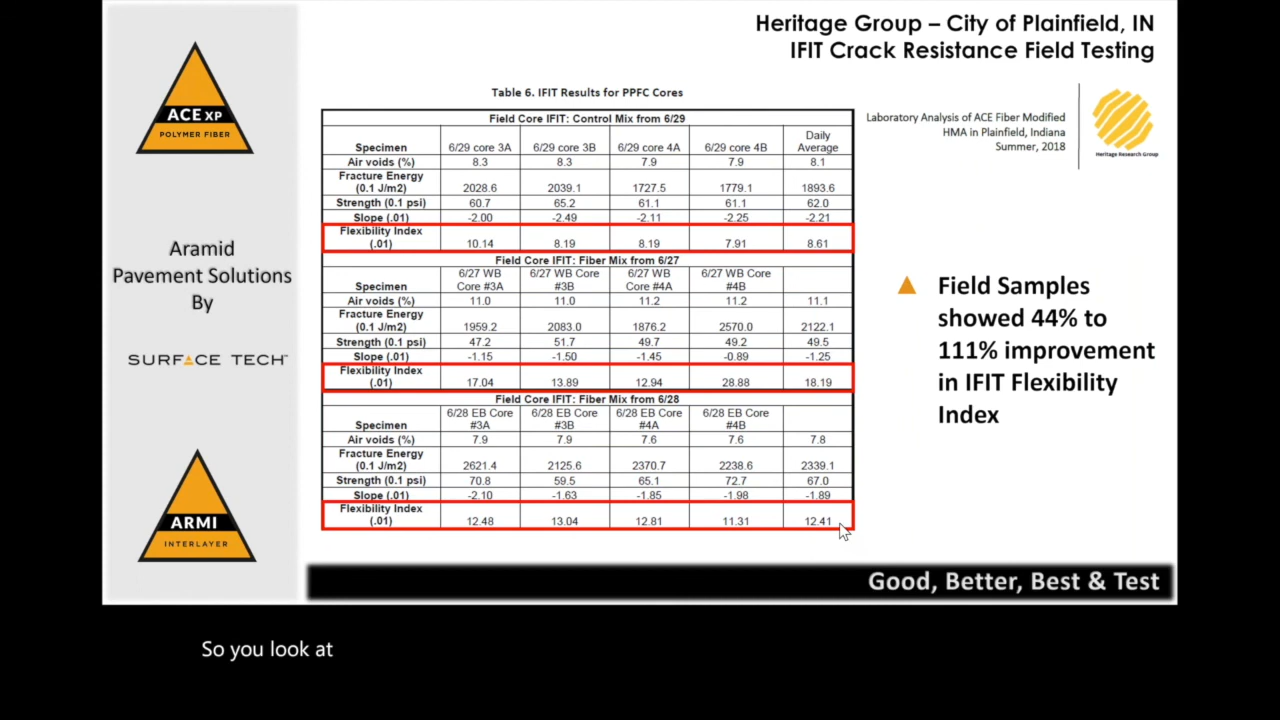 Heritage Group – City of Plainfield, IN
IFIT Crack Resistance Field Testing
ACE XP
POLYMER FIBER
Aramid
Pavement Solutions
By
SURFACE TECH
ARMI
INTERLAYER
Table 6. IFIT Results for PPFC Cores
Field Core IFIT: Control Mix from 6/29
Specimen 6/29 core 3A 6/29 core 3B 6/29 core 4A 6/29 core 4B Daily Average
Air voids (%) 8.3 8.3 7.9 7.9 8.1
Fracture Energy (0.1 J/m2) 2028.6 2039.1 1727.5 1779.1 1893.6
Strength (0.1 psi) 60.7 65.2 61.1 61.1 62.0
Slope (.01) -2.00 -2.49 -2.11 -2.25 -2.21
Flexibility Index (.01) 10.14 8.19 8.19 7.91 8.61
Field Core IFIT: Fiber Mix from 6/27
Specimen 6/27 WB Core #3A 6/27 WB Core #3B 6/27 WB Core #4A 6/27 WB Core #4B
Air voids (%) 11.0 11.0 11.2 11.2 11.1
Fracture Energy (0.1 J/m2) 1959.2 2083.0 1876.2 2570.0 2122.1
Strength (0.1 psi) 47.2 51.7 49.7 49.2 49.5
Slope (.01) -1.15 -1.50 -1.45 -0.89 -1.25
Flexibility Index (.01) 17.04 13.89 12.94 28.88 18.19
Field Core IFIT: Fiber Mix from 6/28
Specimen 6/28 EB Core #3A 6/28 EB Core #3B 6/28 EB Core #4A 6/28 EB Core #4B
Air voids (%) 7.9 7.9 7.6 7.6 7.8
Fracture Energy (0.1 J/m2) 2621.4 2125.6 2370.7 2238.6 2339.1
Strength (0.1 psi) 70.8 59.5 65.1 72.7 67.0
Slope (.01) -2.10 -1.63 -1.85 -1.98 -1.89
Flexibility Index (.01) 12.48 13.04 12.81 11.31 12.41
Laboratory Analysis of ACE Fiber Modified
HMA in Plainfield, Indiana
Summer, 2018
Heritage Research Group
Field Samples
showed 44% to
111% improvement
in IFIT Flexibility
Index
Good, Better, Best & Test
So you look at